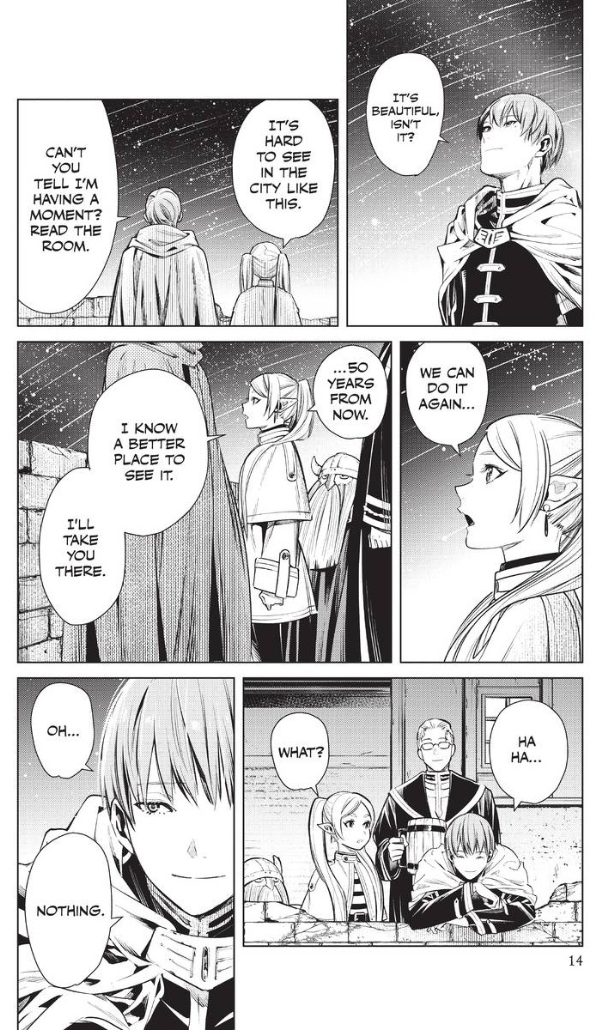 IT'S
BEAUTIFUL,
ISN'T
IT?
IT'S
HARD
TO SEE
IN THE
CITY LIKE
THIS.
CAN'T
YOU
TELL I'M
HAVING A
MOMENT?
READ THE
ROOM.
WE CAN
DO IT
AGAIN...
...50
YEARS
FROM
NOW.
I KNOW
A BETTER
PLACE TO
SEE IT.
I'LL
TAKE
YOU
THERE.
HA
HA...
WHAT?
OH...
NOTHING.
14